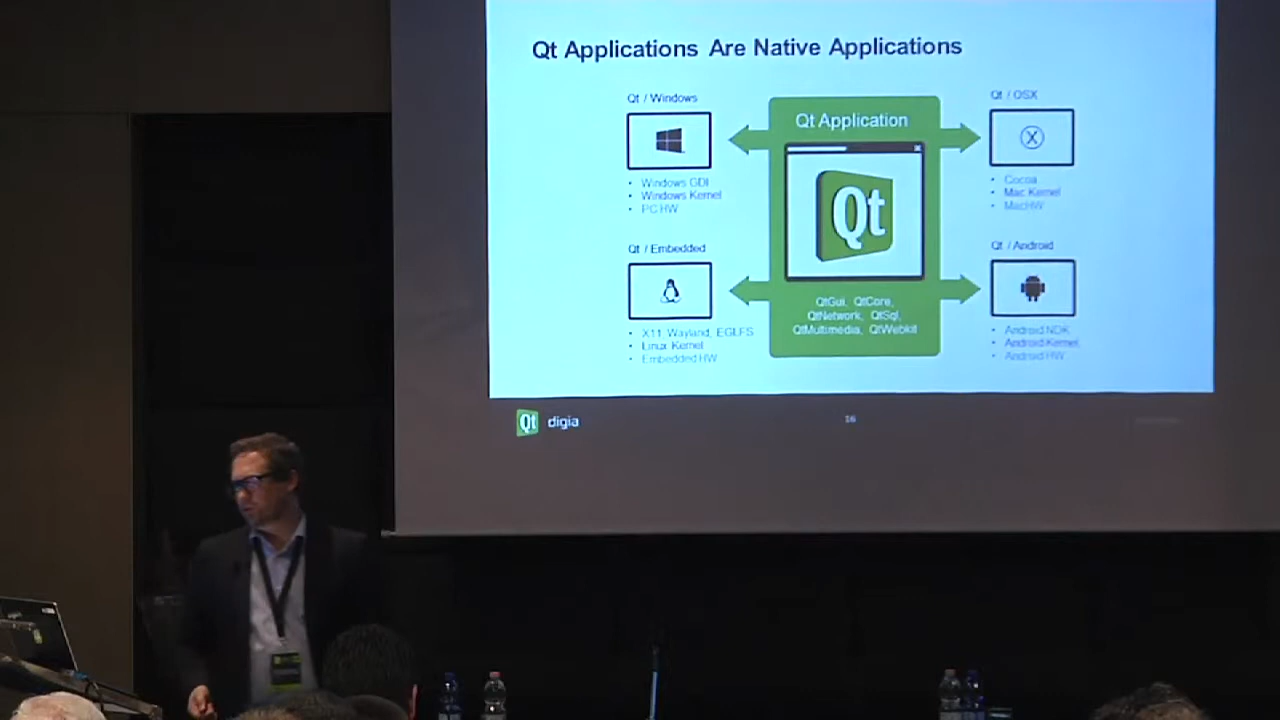 Qt Applications Are Native Applications
Qt / Windows
• Windows GDI
• Windows Kernel
• PC HW
Qt / Embedded
• X11, Wayland, EGLFS
• Linux Kernel
• Embedded HW
Qt Application
Qt
QtGui, QtCore,
QtNetwork, QtSql,
QtMultimedia, QtWebkit
Qt / OSX
X
• Cocoa
• Mac Kernel
• MacHW
Qt / Android
• Android NDK
• Android Kernel
• Android HW
Qt digia
16